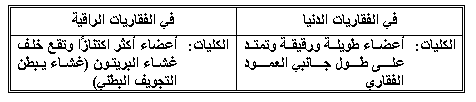 في الفقاريات الدنيا
في الفقاريات الراقية
الكليات: أعضاء طويلة ورقيقة وتمتد
على طول جانبي العمود
الفقاري
الكليات: أعضاء أكثر اكتنازًا وتقع خلف
غشاء البريتون (غشاء يبطن
التجويف البطني)